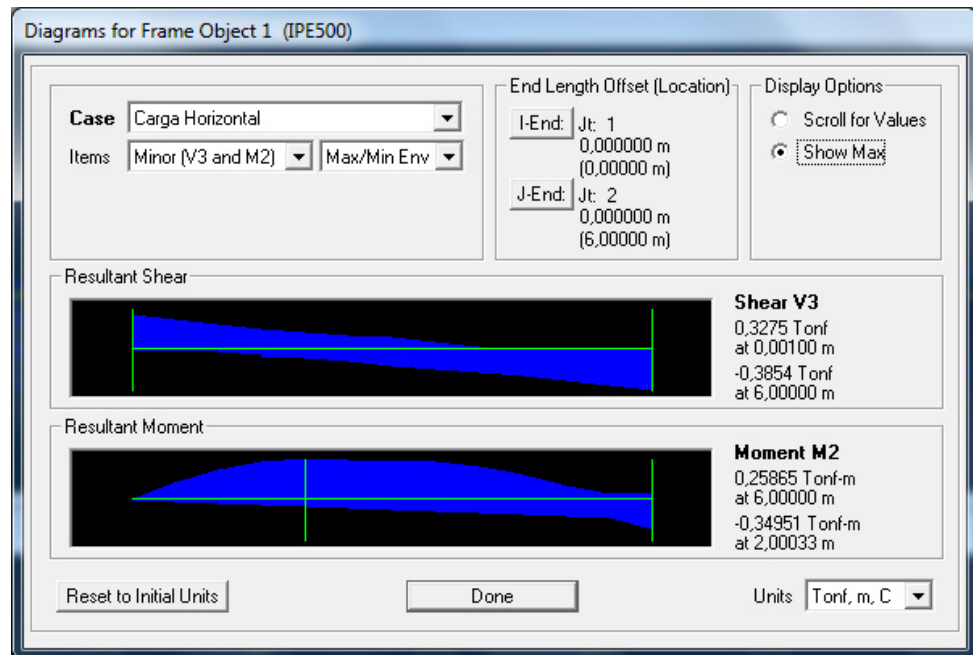 Diagrams for Frame Object 1 (IPE500)
Case Carga Horizontal
Items Minor (V3 and M2) Max/Min Env
End Length Offset (Location)
I-End: Jt: 1
0,000000 m
(0,00000 m)
J-End: Jt: 2
0,000000 m
(6,00000 m)
Display Options
Scroll for Values
Show Max
Resultant Shear
Shear V3
0,3275 Tonf
at 0,00100 m
-0,3854 Tonf
at 6,00000 m
Resultant Moment
Moment M2
0,25865 Tonf-m
at 6,00000 m
-0,34951 Tonf-m
at 2,00033 m
Reset to Initial Units
Done
Units Tonf, m, C